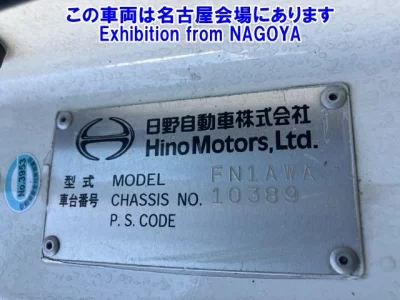 この車両は名古屋会場にあります
Exhibition from NAGOYA
日野自動車株式会社
Hino Motors, Ltd.
型式 MODEL FN1AWA
車台番号 CHASSIS NO. 10389
P. S. CODE
No.3953